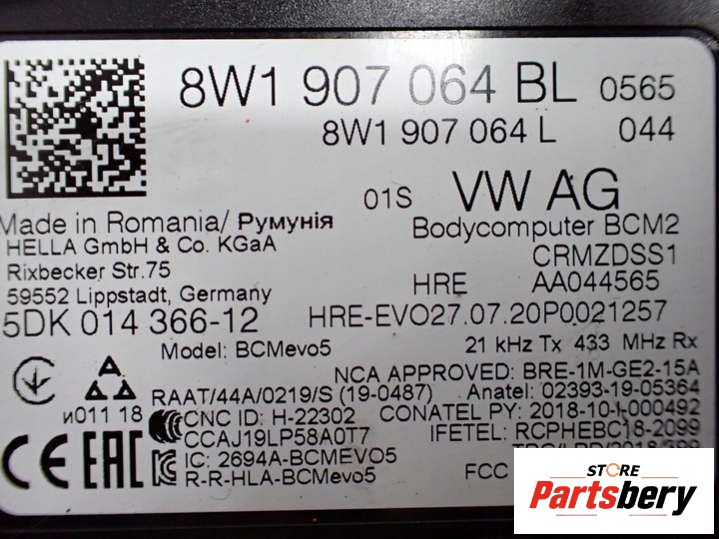 8W1 907 064 BL 0565
8W1 907 064 L 044
01S VW AG
Made in Romania/ Румунія
Bodycomputer BCM2
HELLA GmbH & Co. KGaA
CRMZDSS1
Rixbecker Str.75
HRE AA044565
59552 Lippstadt, Germany
5DK 014 366-12 HRE-EVO27.07.20P0021257
Model: BCMevo5 21 kHz Tx 433 MHz Rx
NCA APPROVED: BRE-1M-GE2-15A
RAAT/44A/0219/S (19-0487) Anatel: 02393-19-05364
и011 18 CNC ID: H-22302 CONATEL PY: 2018-10-1-000492
CCAJ19LP58A0T7 IFETEL: RCPHEBC18-2099
CE EAC IC: 2694A-BCMEVO5
R-R-HLA-BCMevo5 FCC
STORE
Partsbery